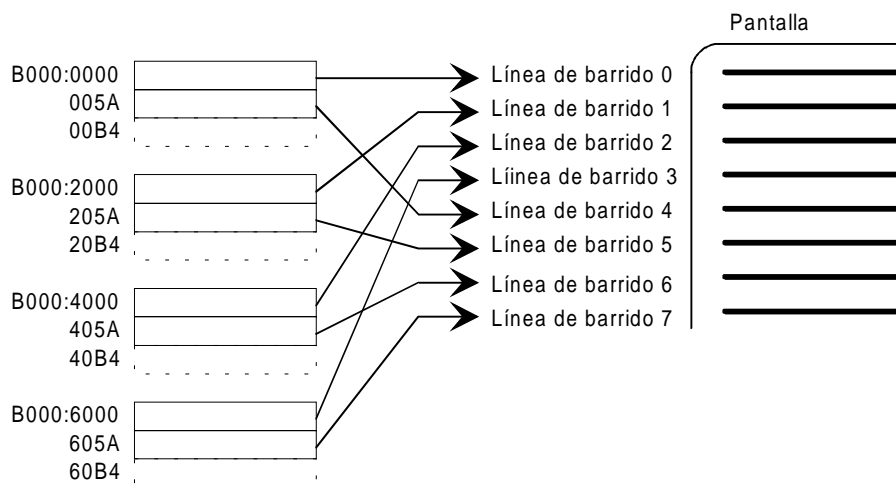 Pantalla
B000:0000
005A
00B4
B000:2000
205A
20B4
B000:4000
405A
40B4
B000:6000
605A
60B4
Línea de barrido 0
Línea de barrido 1
Línea de barrido 2
Líinea de barrido 3
Línea de barrido 4
Línea de barrido 5
Línea de barrido 6
Línea de barrido 7